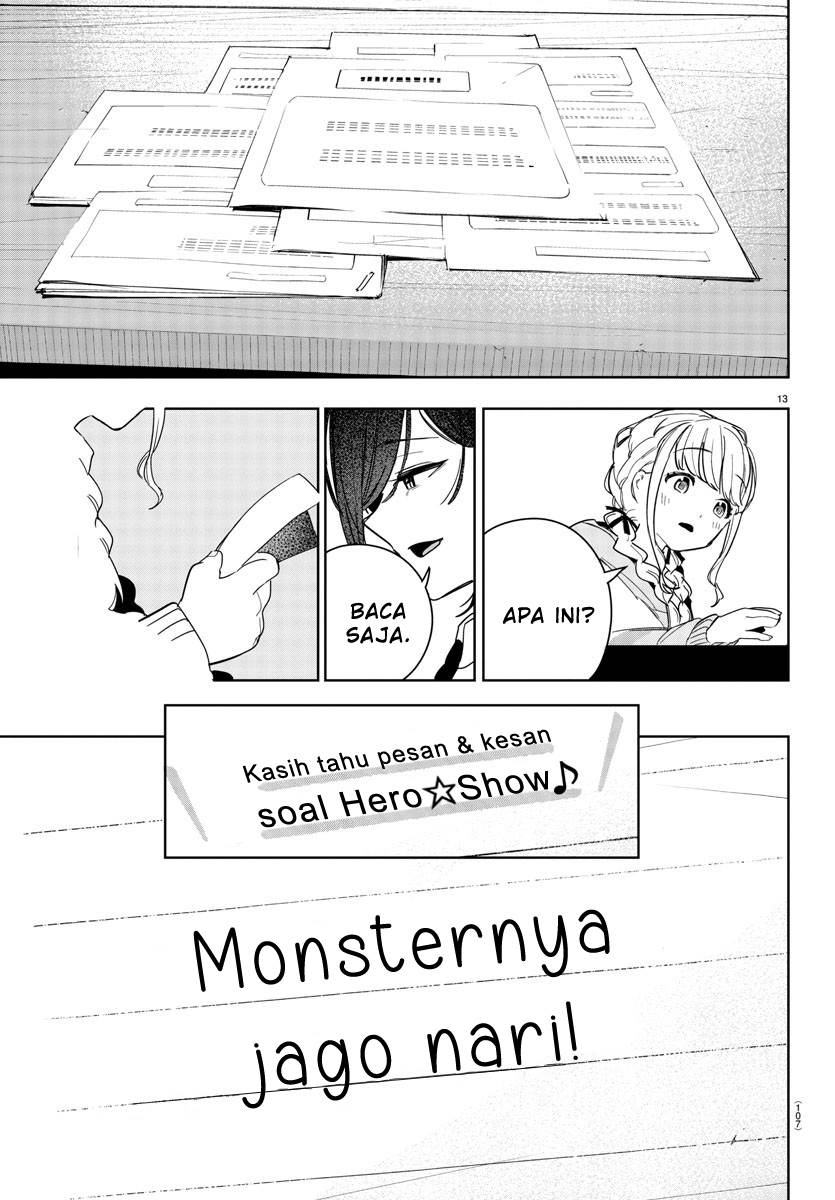 13
APA INI?
BACA
SAJA.
Kasih tahu pesan & kesan
soal Hero☆Show♪
Monsternya
jago nari!
(107)